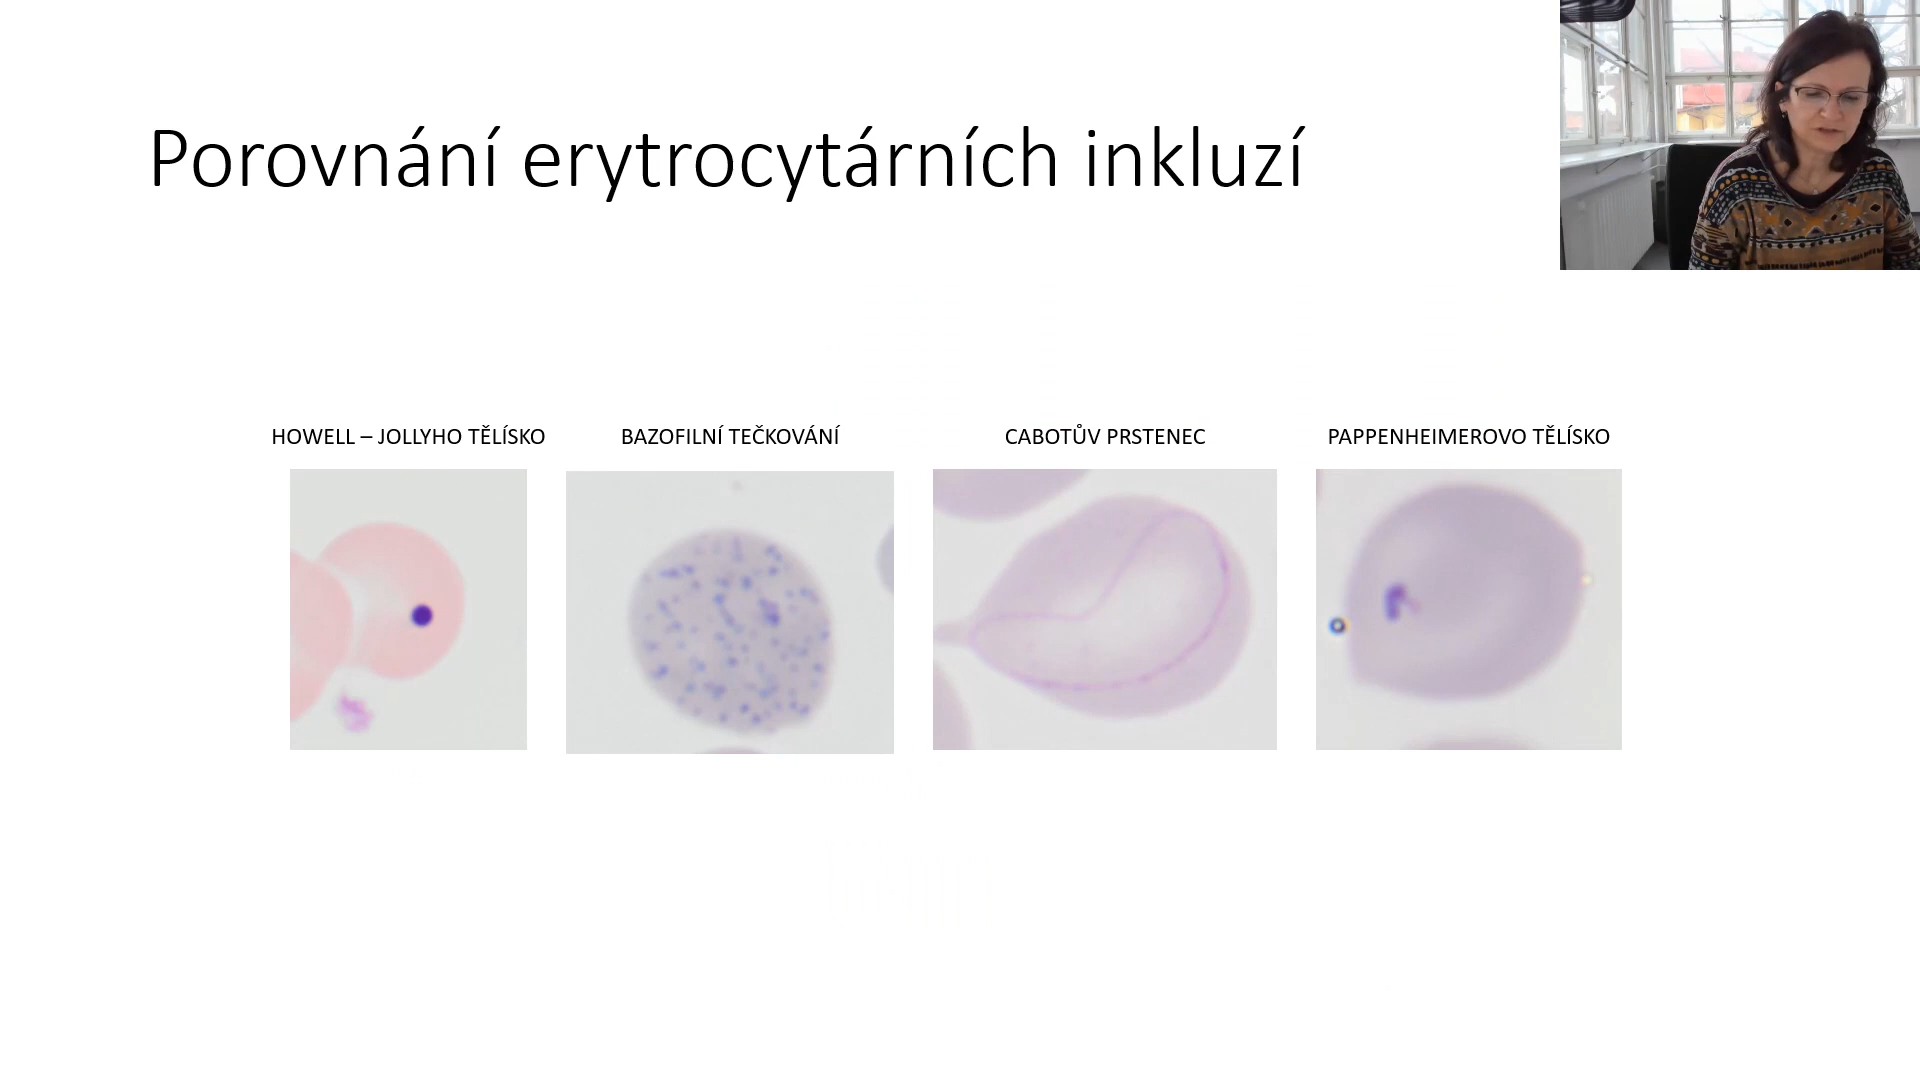 Porovnání erytrocytárních inkluzí
HOWELL – JOLLYHO TĚLÍSKO
BAZOFILNÍ TEČKOVÁNÍ
CABOTŮV PRSTENEC
PAPPENHEIMEROVO TĚLÍSKO